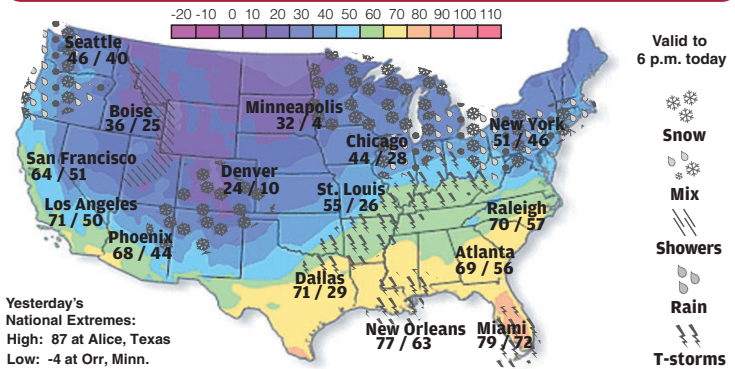 -20 -10 0 10 20 30 40 50 60 70 80 90 100 110
Seattle
46 / 40
Boise
36 / 25
Minneapolis
32 / 4
New York
51 / 46
Chicago
44 / 28
San Francisco
64 / 51
Denver
24 / 10
St. Louis
55 / 26
Los Angeles
71 / 50
Raleigh
70 / 57
Phoenix
68 / 44
Atlanta
69 / 56
Dallas
71 / 29
New Orleans
77 / 63
Miami
79 / 72
Yesterday's
National Extremes:
High: 87 at Alice, Texas
Low: -4 at Orr, Minn.
Valid to
6 p.m. today
Snow
Mix
Showers
Rain
T-storms